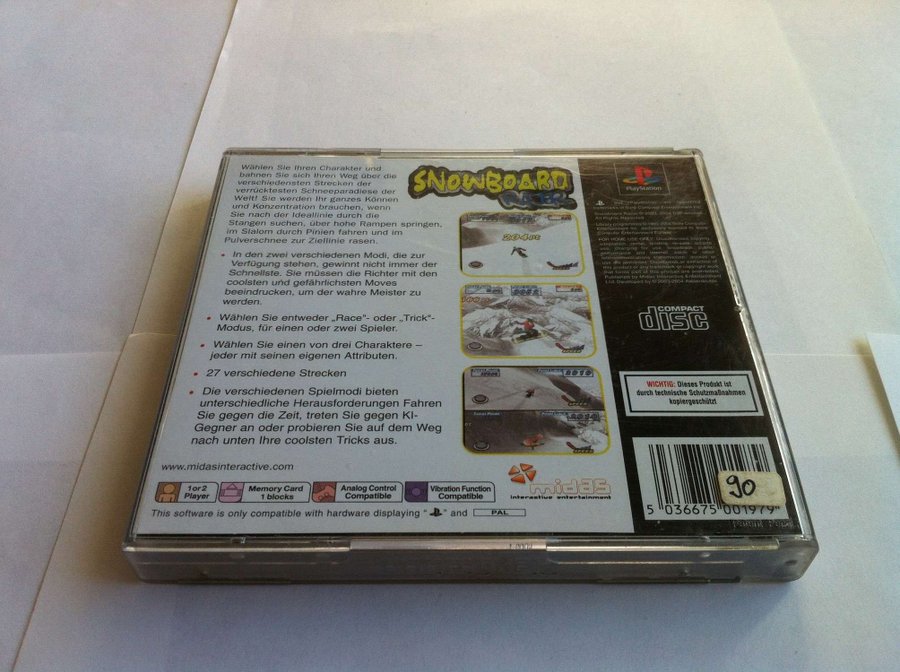 Wählen Sie Ihren Charakter und
bahnen Sie sich Ihren Weg über die
verschiedensten Strecken der
verrücktesten Schneeparadiese der
Welt! Sie werden Ihr ganzes Können
und Konzentration brauchen, wenn
Sie nach der Ideallinie durch die
Stangen suchen, über hohe Rampen springen,
im Slalom durch Pinien fahren und im
Pulverschnee zur Ziellinie rasen.
• In den zwei verschiedenen Modi, die zur
Verfügung stehen, gewinnt nicht immer der
Schnellste. Sie müssen die Richter mit den
coolsten und gefährlichsten Moves
beeindrucken, um der wahre Meister zu
werden.
• Wählen Sie entweder „Race"- oder „Trick"-
Modus, für einen oder zwei Spieler.
• Wählen Sie einen von drei Charaktere –
jeder mit seinen eigenen Attributen.
• 27 verschiedene Strecken
• Die verschiedenen Spielmodi bieten
unterschiedliche Herausforderungen Fahren
Sie gegen die Zeit, treten Sie gegen KI-
Gegner an oder probieren Sie auf dem Weg
nach unten Ihre coolsten Tricks aus.
www.midasinteractive.com
1 or 2
Player
Memory Card
1 blocks
Analog Control
Compatible
Vibration Function
Compatible
This software is only compatible with hardware displaying " " and PAL
SNOWBOARD
RACER
midas
interactive entertainment
PlayStation
FOR HOME USE ONLY.
COMPACT
disc
WICHTIG: Dieses Produkt ist
durch technische Schutzmaßnahmen
kopiergeschützt
90
5 036675 001979